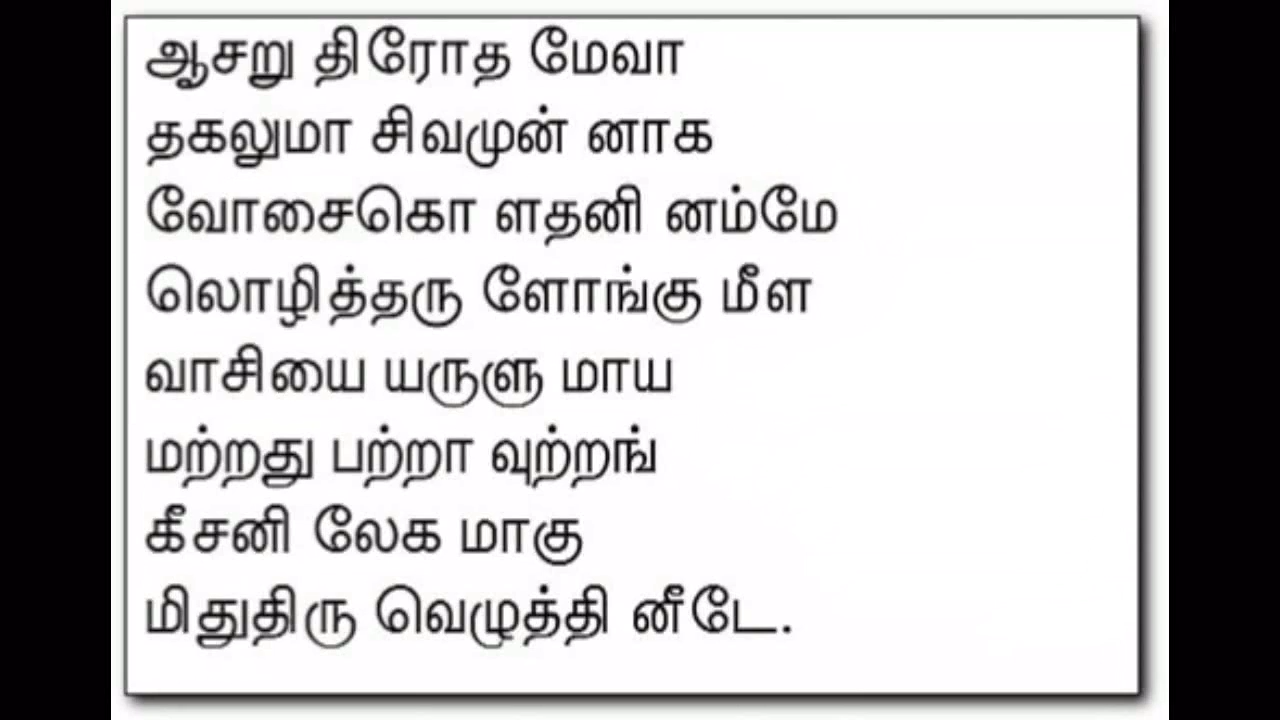 ஆசறு திரோத மேவா
தகலுமா சிவமுன் னாக
வோசைகொ ளதனி னம்மே
லொழித்தரு ளோங்கு மீள
வாசியை யருளு மாய
மற்றது பற்றா வுற்றங்
கீசனி லேக மாகு
மிதுதிரு வெழுத்தி னீடே.